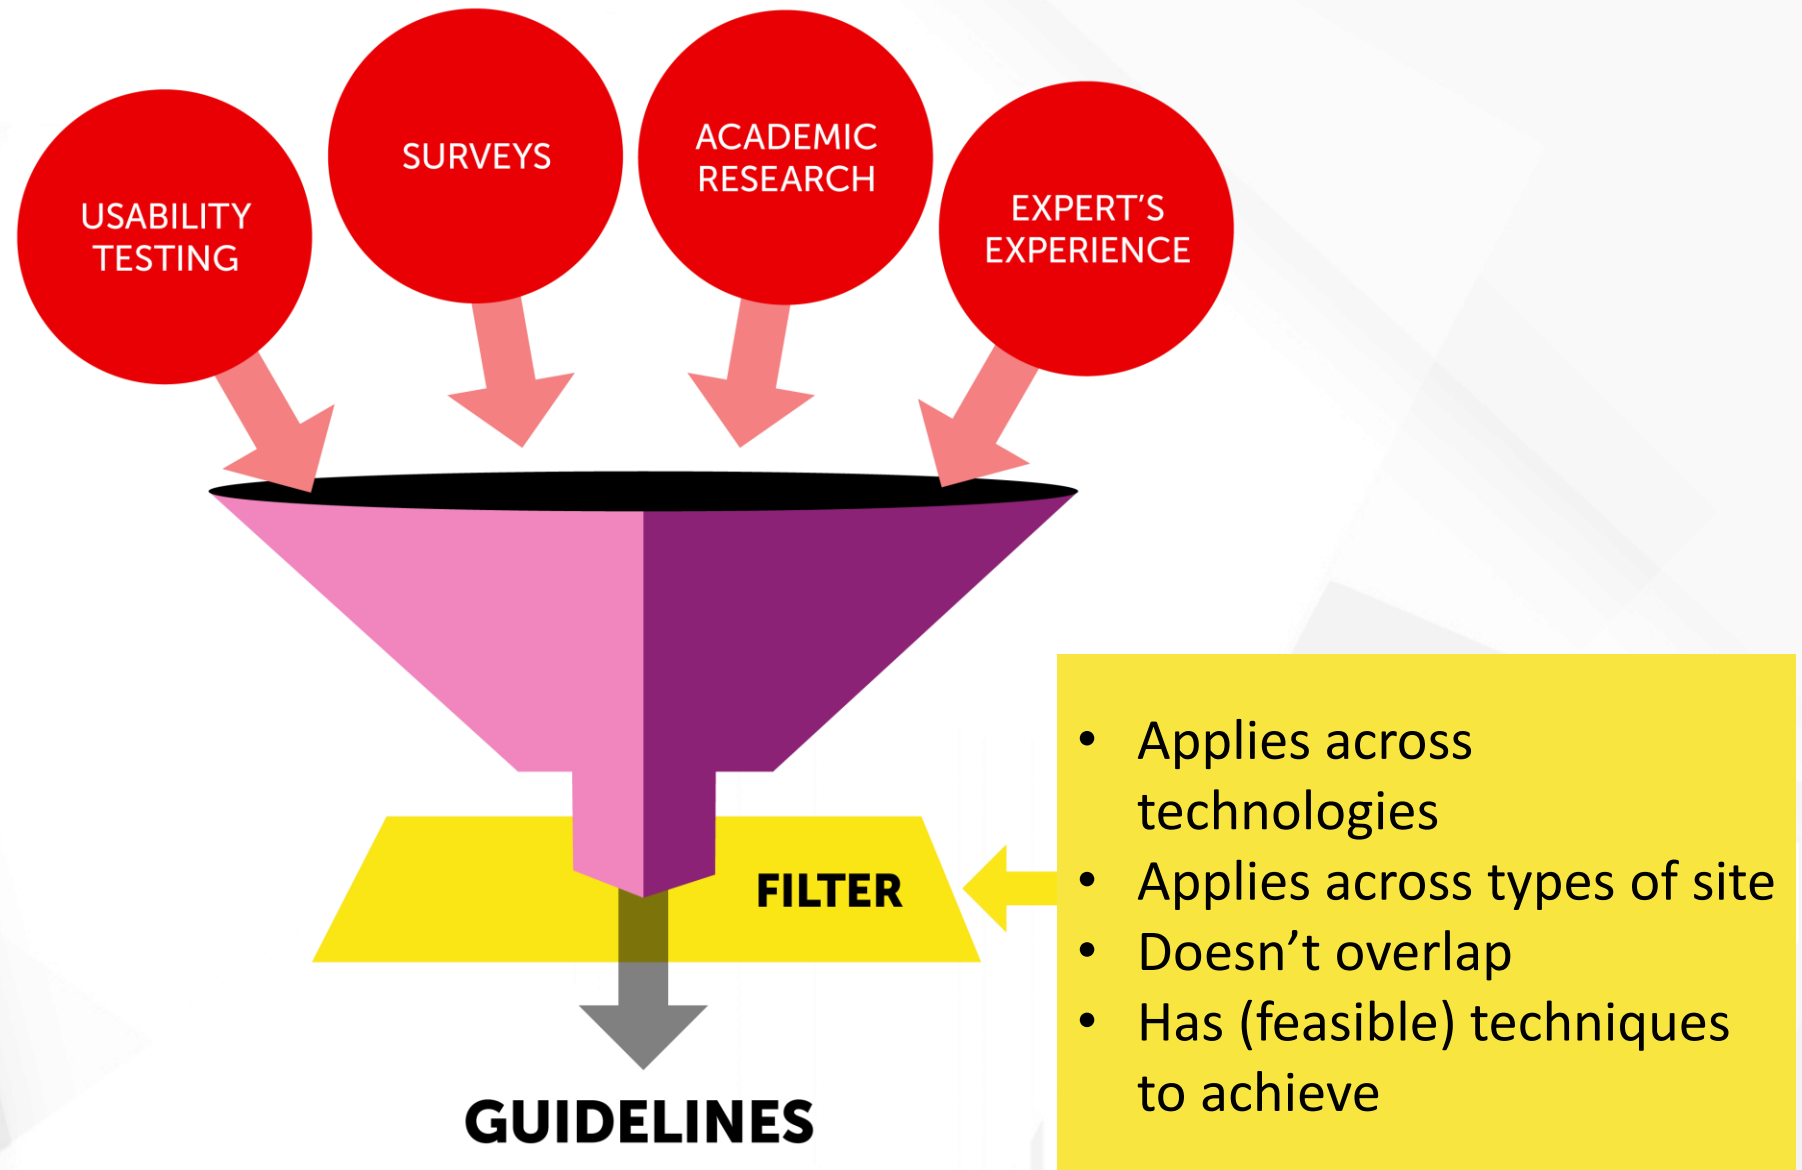 USABILITY
TESTING
SURVEYS
ACADEMIC
RESEARCH
EXPERT’S
EXPERIENCE
FILTER
• Applies across
technologies
• Applies across types of site
• Doesn’t overlap
• Has (feasible) techniques
to achieve
GUIDELINES